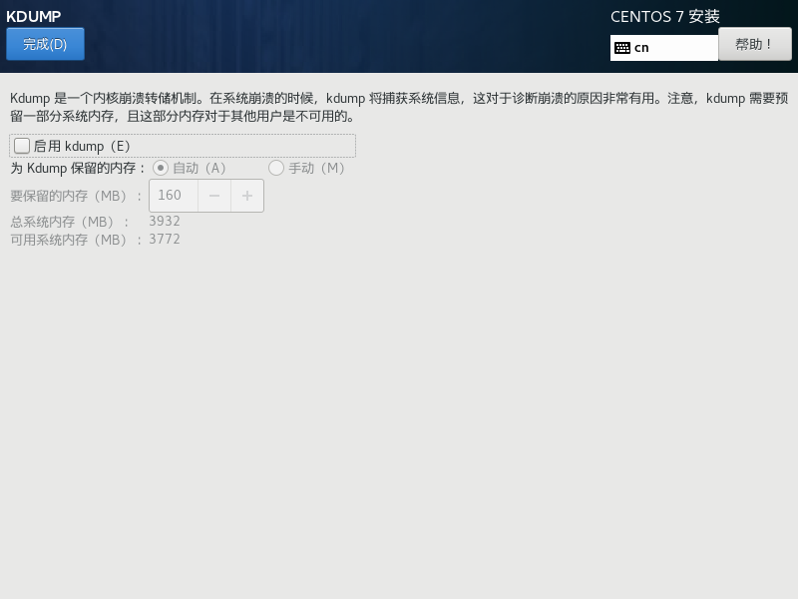 KDUMP
CENTOS 7 安装
完成(D)
cn
帮助！
Kdump 是一个内核崩溃转储机制。在系统崩溃的时候，kdump 将捕获系统信息，这对于诊断崩溃的原因非常有用。注意，kdump 需要预
留一部分系统内存，且这部分内存对于其他用户是不可用的。
启用 kdump（E）
为 Kdump 保留的内存： 自动（A） 手动（M）
要保留的内存（MB）： 160 − +
总系统内存（MB）： 3932
可用系统内存（MB）： 3772